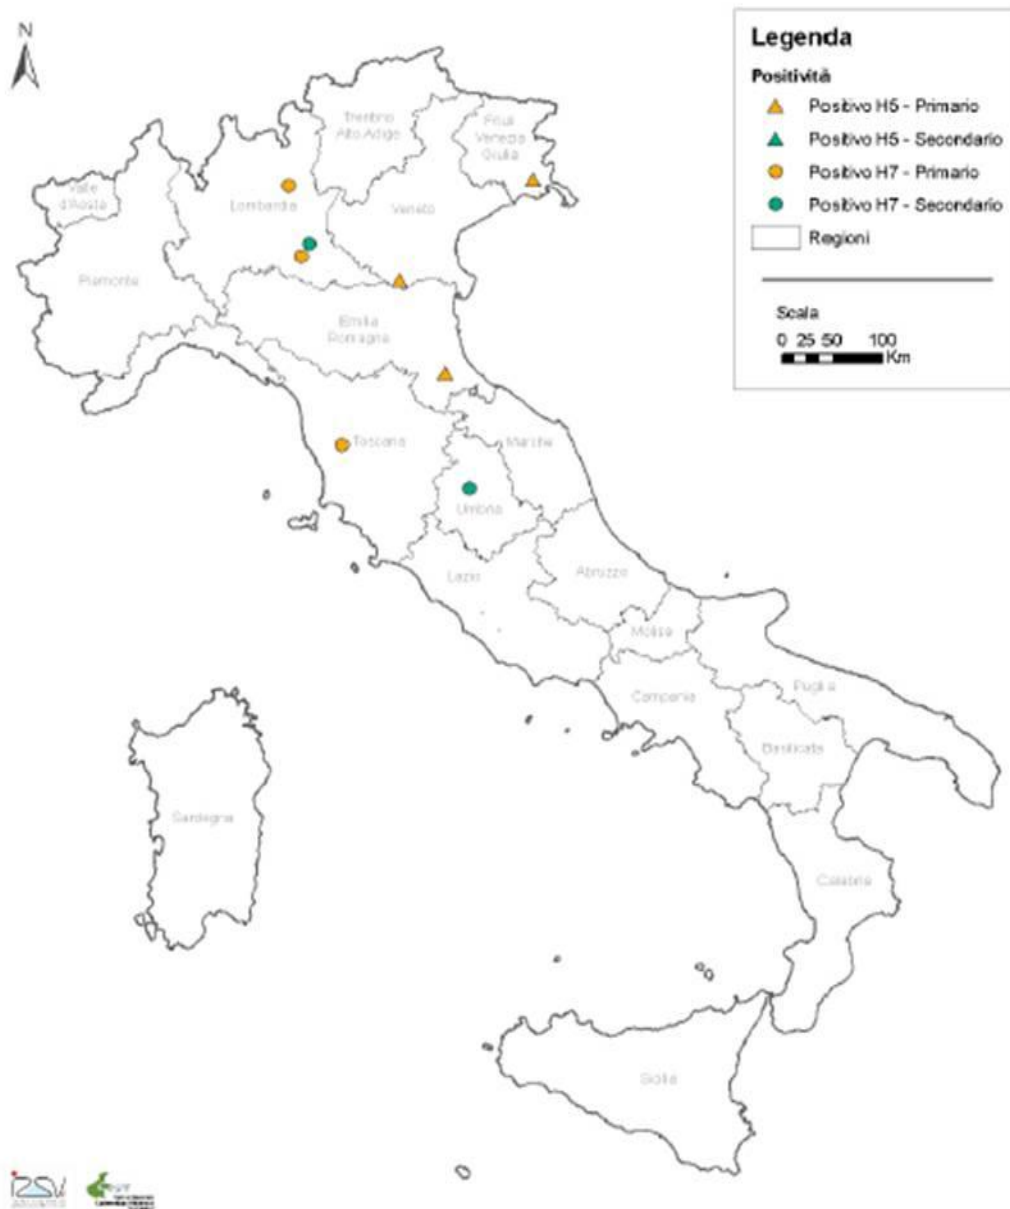 N
Legenda
Positività
Positivo H5 - Primario
Positivo H5 - Secondario
Positivo H7 - Primario
Positivo H7 - Secondario
Regioni
Scala
0 25 50 100
Km
Trentino
Alto Adige
Friuli
Venezia
Giulia
Valle
d'Aosta
Lombardia
Veneto
Piemonte
Emilia
Romagna
Toscana
Marche
Umbria
Lazio
Abruzzo
Molise
Campania
Puglia
Basilicata
Sardegna
Calabria
Sicilia